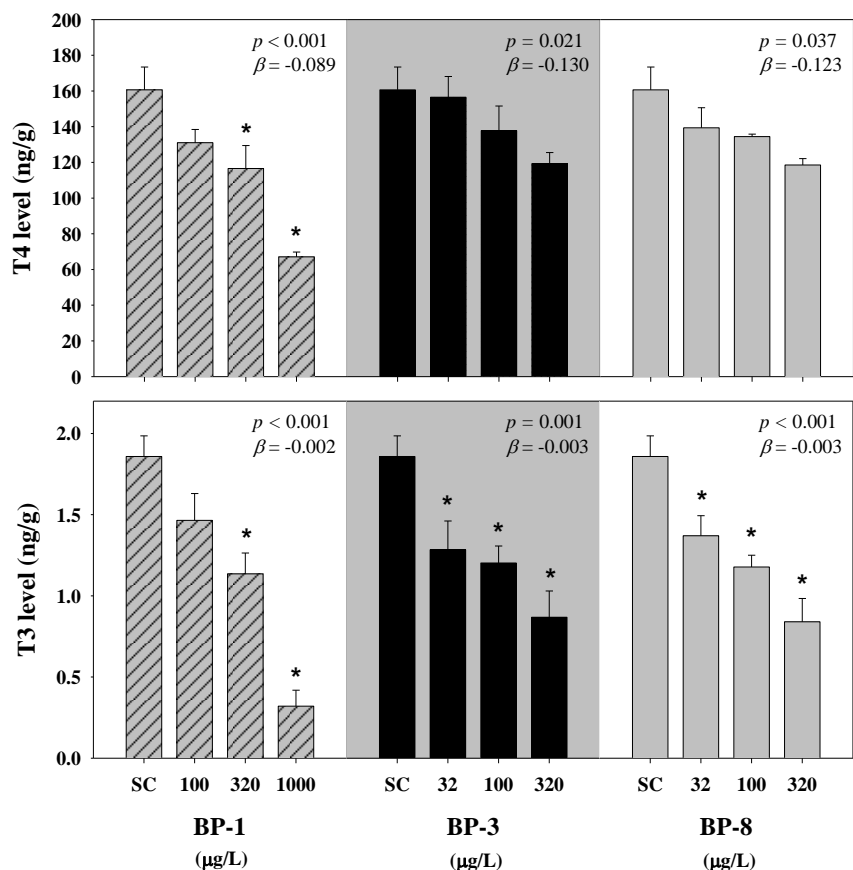 T4 level (ng/g)
200
180
160
140
120
100
80
60
40
20
0
p < 0.001
β = -0.089
*
*
p = 0.021
β = -0.130
p = 0.037
β = -0.123
T3 level (ng/g)
2.0
1.5
1.0
0.5
0.0
p < 0.001
β = -0.002
*
*
p = 0.001
β = -0.003
*
*
*
p < 0.001
β = -0.003
*
*
*
SC 100 320 1000 SC 32 100 320 SC 32 100 320
BP-1 BP-3 BP-8
(µg/L) (µg/L) (µg/L)